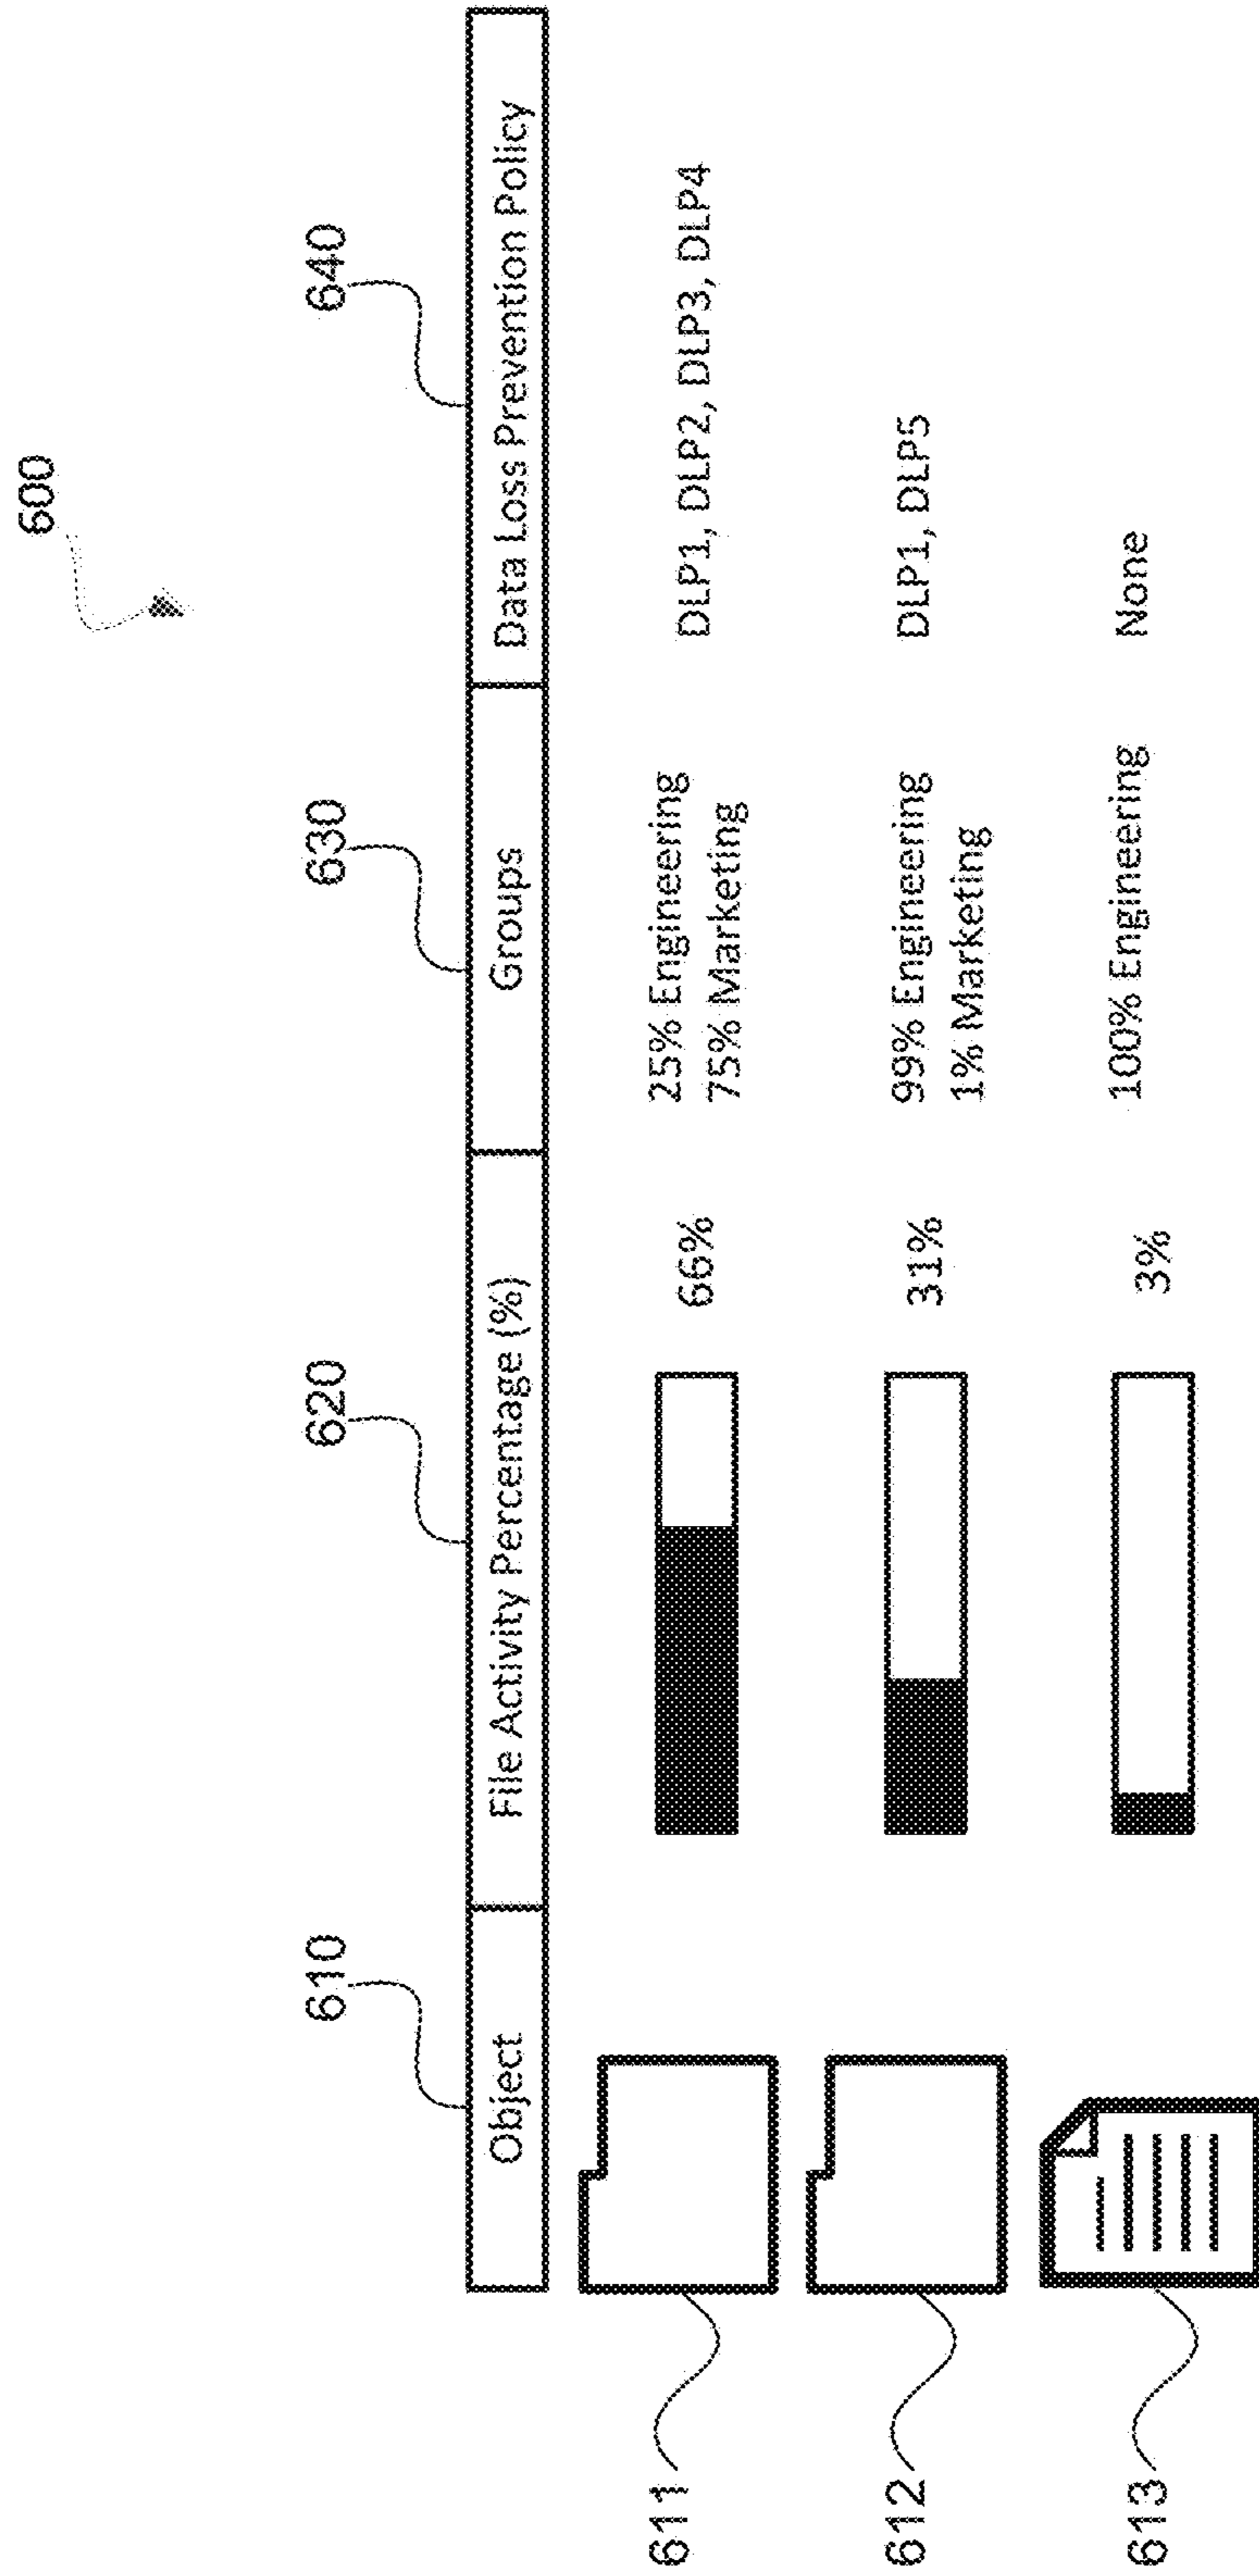 600
610
620
630
640
Object
File Activity Percentage (%)
Groups
Data Loss Prevention Policy
611
66%
25% Engineering
75% Marketing
DLP1, DLP2, DLP3, DLP4
612
31%
99% Engineering
1% Marketing
DLP1, DLP5
613
3%
100% Engineering
None